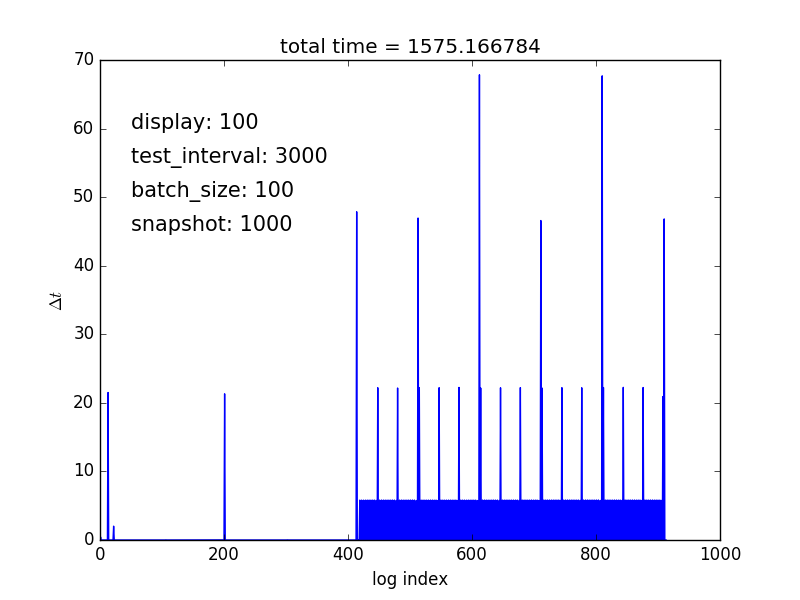 total time = 1575.166784
70
60
50
40
30
20
10
0
Δt
display: 100
test_interval: 3000
batch_size: 100
snapshot: 1000
0 200 400 600 800 1000
log index